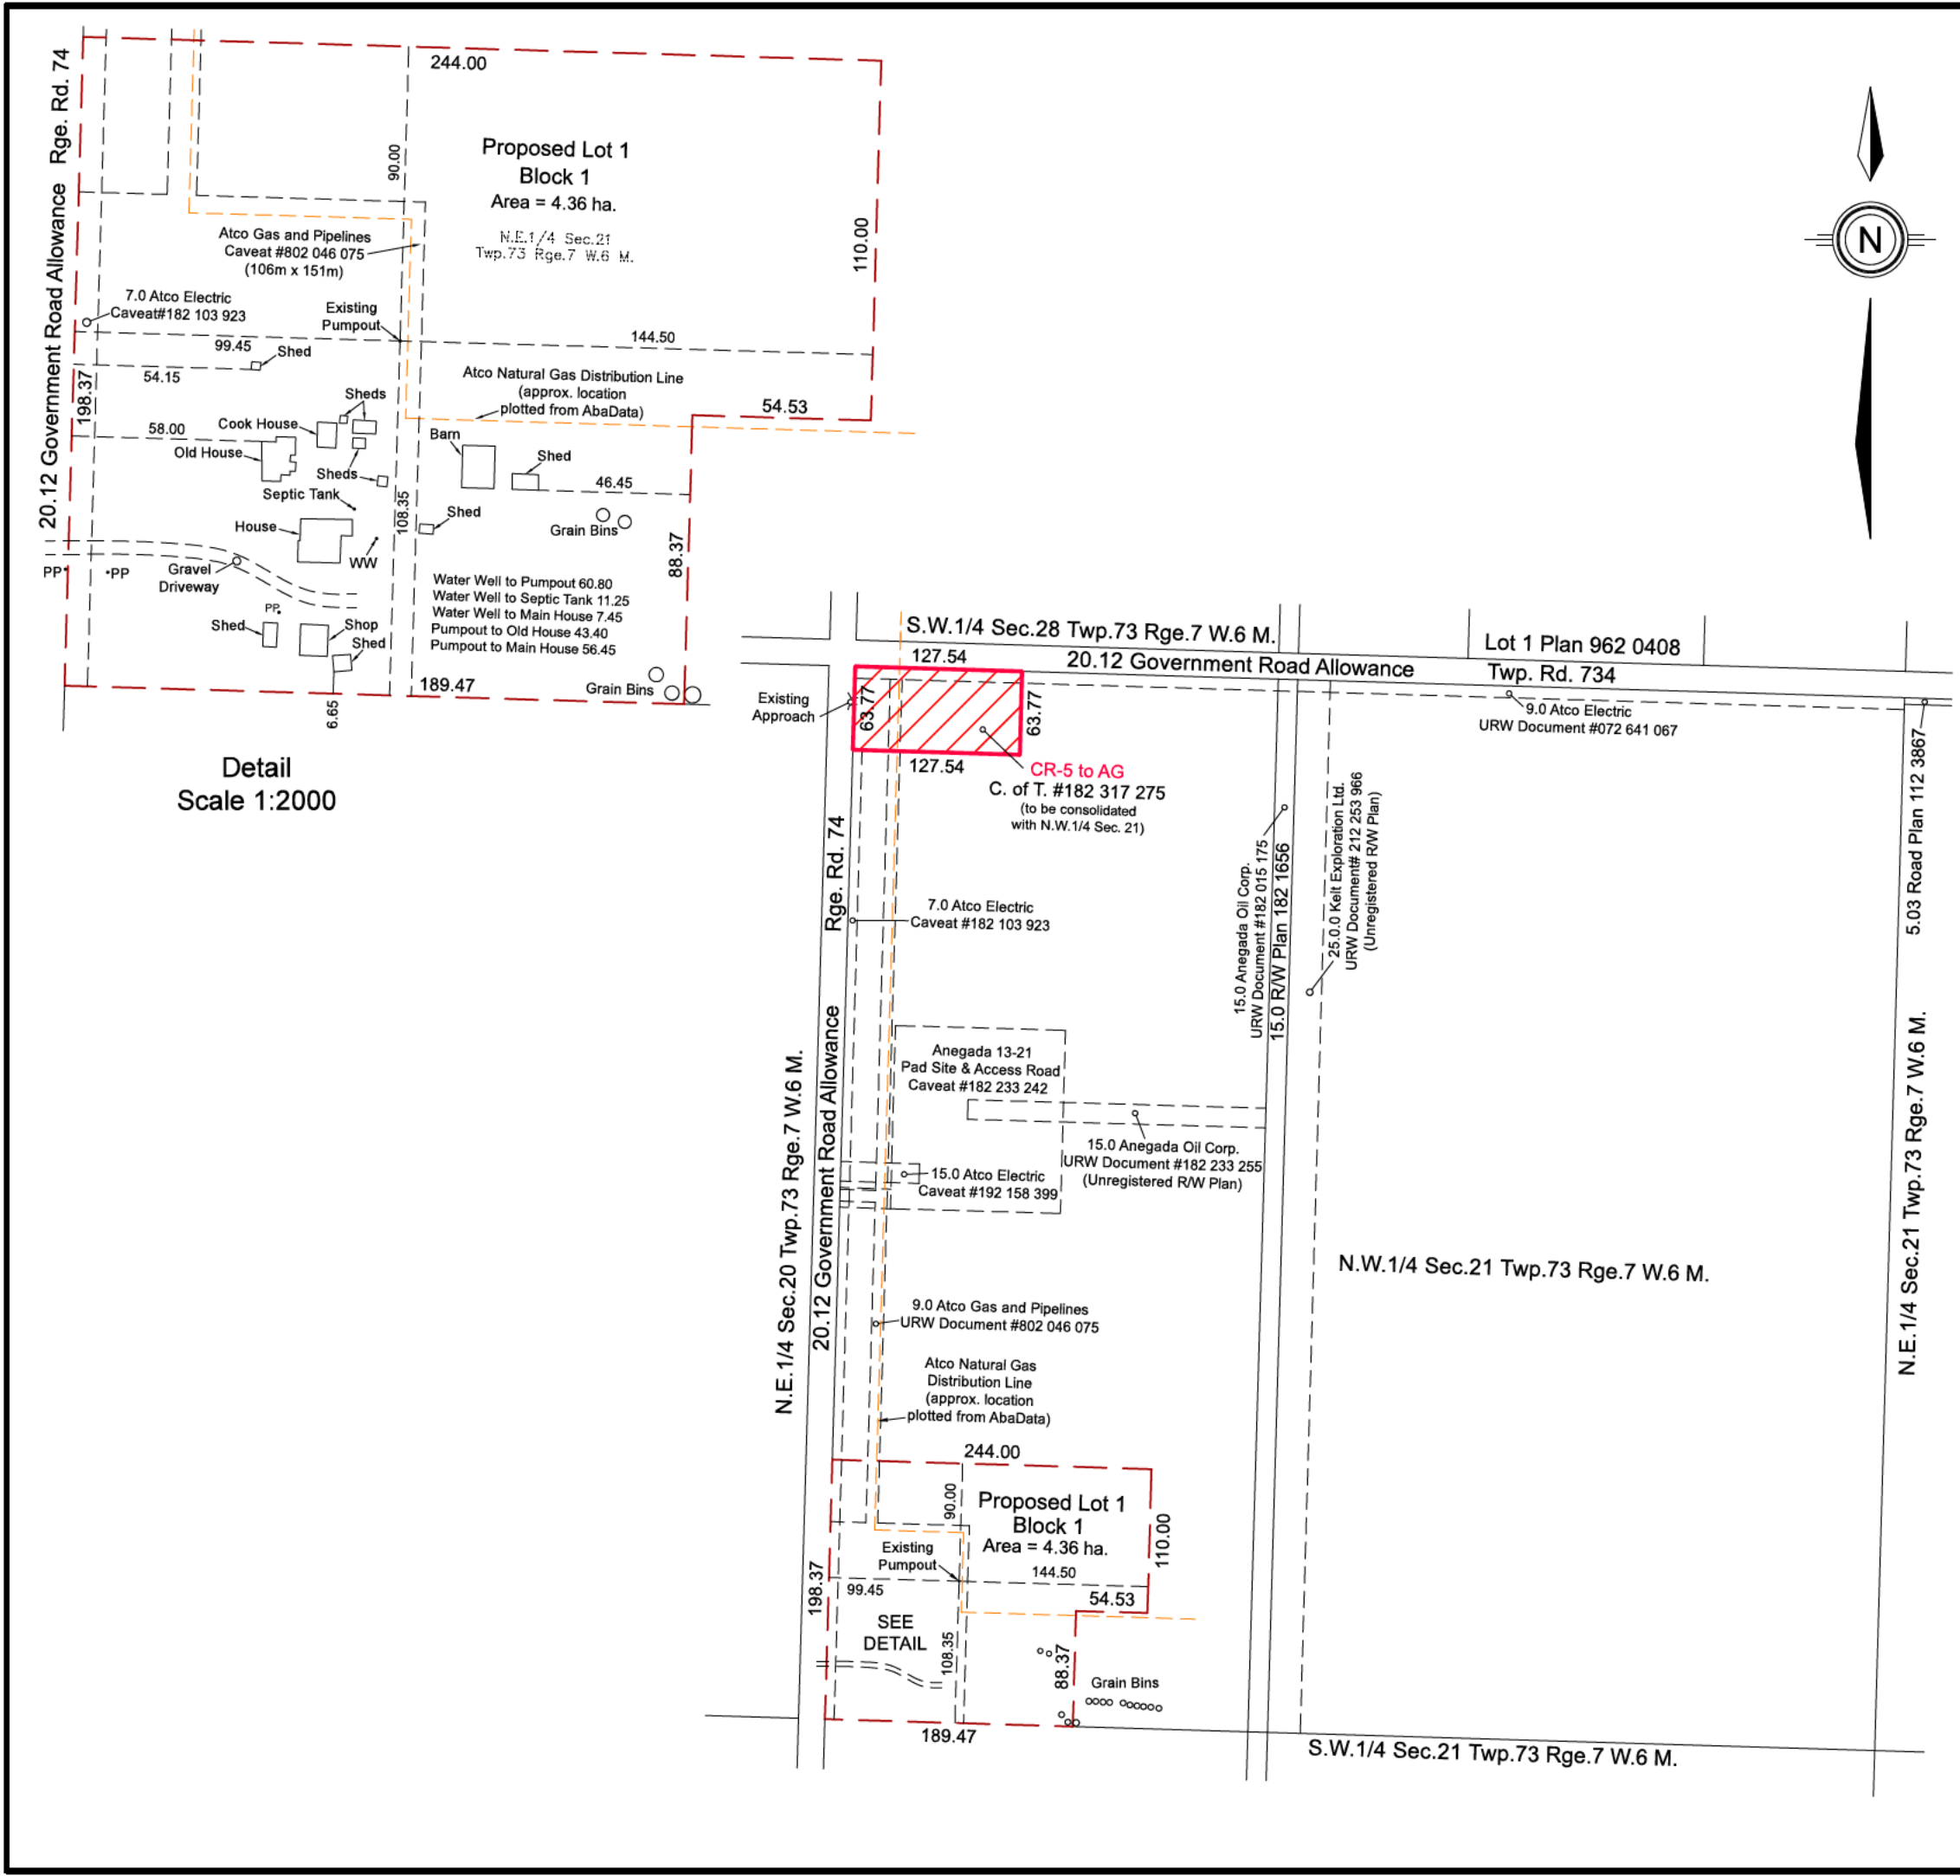 244.00
Rge. Rd. 74
20.12 Government Road Allowance
90.00
Proposed Lot 1
Block 1
Area = 4.36 ha.
N.E.1/4 Sec.21
Twp.73 Rge.7 W.6 M.
110.00
Atco Gas and Pipelines
Caveat #802 046 075
(106m x 151m)
7.0 Atco Electric
Caveat#182 103 923
Existing
Pumpout
99.45
144.50
Shed
54.15
198.37
Atco Natural Gas Distribution Line
(approx. location
plotted from AbaData)
54.53
Sheds
Cook House
58.00
Old House
Barn
Shed
Sheds
46.45
Septic Tank
108.35
Shed
House
Grain Bins
WW
88.37
PP
PP
Gravel
Driveway
Water Well to Pumpout 60.80
Water Well to Septic Tank 11.25
Water Well to Main House 7.45
Pumpout to Old House 43.40
Pumpout to Main House 56.45
PP
Shed
Shop
Shed
189.47
Grain Bins
6.65
Detail
Scale 1:2000
N
S.W.1/4 Sec.28 Twp.73 Rge.7 W.6 M.
Lot 1 Plan 962 0408
127.54
20.12 Government Road Allowance
Twp. Rd. 734
Existing
Approach
63.77
63.77
9.0 Atco Electric
URW Document #072 641 067
127.54
CR-5 to AG
C. of T. #182 317 275
(to be consolidated
with N.W.1/4 Sec. 21)
5.03 Road Plan 112 3867
Rge. Rd. 74
15.0 Anegada Oil Corp.
URW Document #182 015 175
15.0 R/W Plan 182 1656
25.0.0 Kelt Exploration Ltd.
URW Document# 212 253 966
(Unregistered R/W Plan)
7.0 Atco Electric
Caveat #182 103 923
N.E.1/4 Sec.20 Twp.73 Rge.7 W.6 M.
20.12 Government Road Allowance
Anegada 13-21
Pad Site & Access Road
Caveat #182 233 242
15.0 Anegada Oil Corp.
URW Document #182 233 255
(Unregistered R/W Plan)
15.0 Atco Electric
Caveat #192 158 399
N.E.1/4 Sec.21 Twp.73 Rge.7 W.6 M.
N.W.1/4 Sec.21 Twp.73 Rge.7 W.6 M.
9.0 Atco Gas and Pipelines
URW Document #802 046 075
Atco Natural Gas
Distribution Line
(approx. location
plotted from AbaData)
244.00
90.00
Proposed Lot 1
Block 1
Area = 4.36 ha.
110.00
Existing
Pumpout
144.50
99.45
54.53
198.37
SEE
DETAIL
108.35
88.37
Grain Bins
189.47
S.W.1/4 Sec.21 Twp.73 Rge.7 W.6 M.